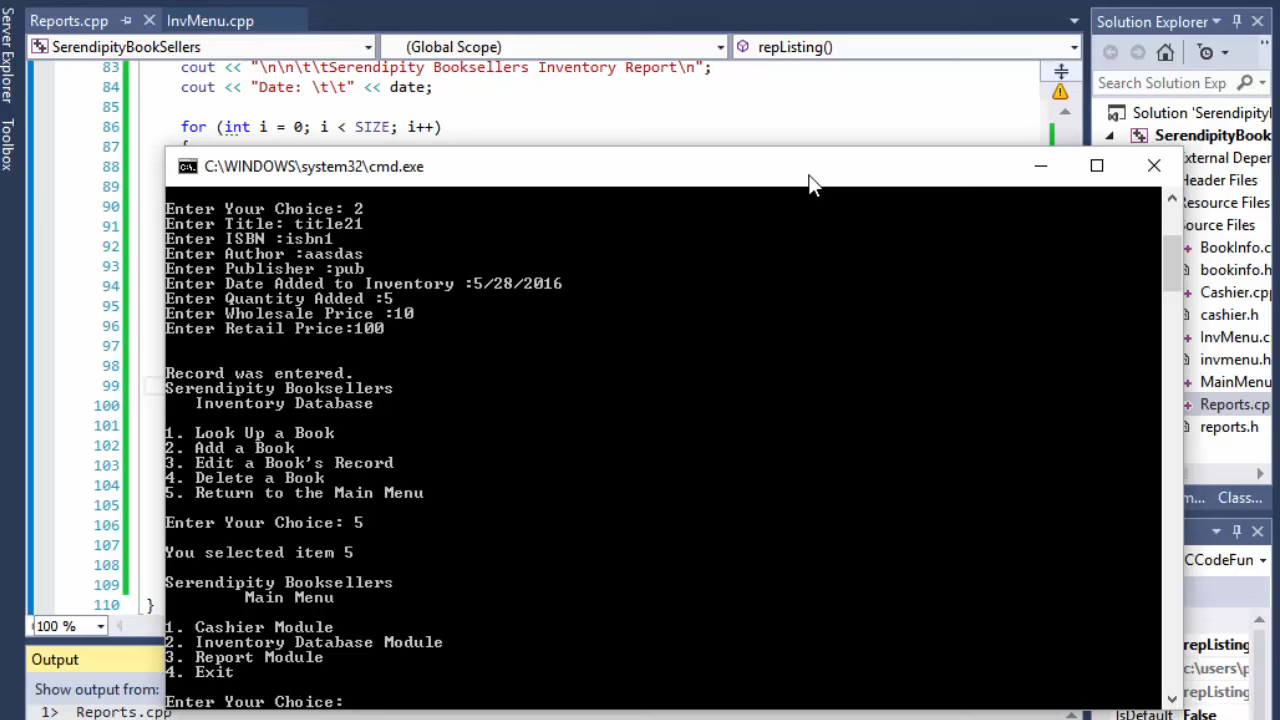 Reports.cpp
InvMenu.cpp
Solution Explorer
Server Explorer
Toolbox
SerendipityBookSellers
(Global Scope)
repListing()
Search Solution Exp
83 cout << "\n\n\t\tSerendipity Booksellers Inventory Report\n";
84 cout << "Date: \t\t" << date;
85
86 for (int i = 0; i < SIZE; i++)
87 {
88
89
90
91
92
93
94
95
96
97
98
99
100
101
102
103
104
105
106
107
108
109
110 }
C:\WINDOWS\system32\cmd.exe
Enter Your Choice: 2
Enter Title: title21
Enter ISBN :isbn1
Enter Author :aasdas
Enter Publisher :pub
Enter Date Added to Inventory :5/28/2016
Enter Quantity Added :5
Enter Wholesale Price :10
Enter Retail Price:100
Record was entered.
Serendipity Booksellers
Inventory Database
1. Look Up a Book
2. Add a Book
3. Edit a Book's Record
4. Delete a Book
5. Return to the Main Menu
Enter Your Choice: 5
You selected item 5
Serendipity Booksellers
Main Menu
1. Cashier Module
2. Inventory Database Module
3. Report Module
4. Exit
Enter Your Choice:
Solution 'Serendipityl
SerendipityBook
External Depe
Header Files
Resource Files
Source Files
BookInfo.c
bookinfo.h
Cashier.cp
cashier.h
InvMenu.c
invmenu.h
MainMenu
Reports.cp
reports.h
m...
Class...
CCodeFun
repListing
c:\users\p
repListing
IsDefault False
100 %
Output
Show output from:
1> Reports.cpp